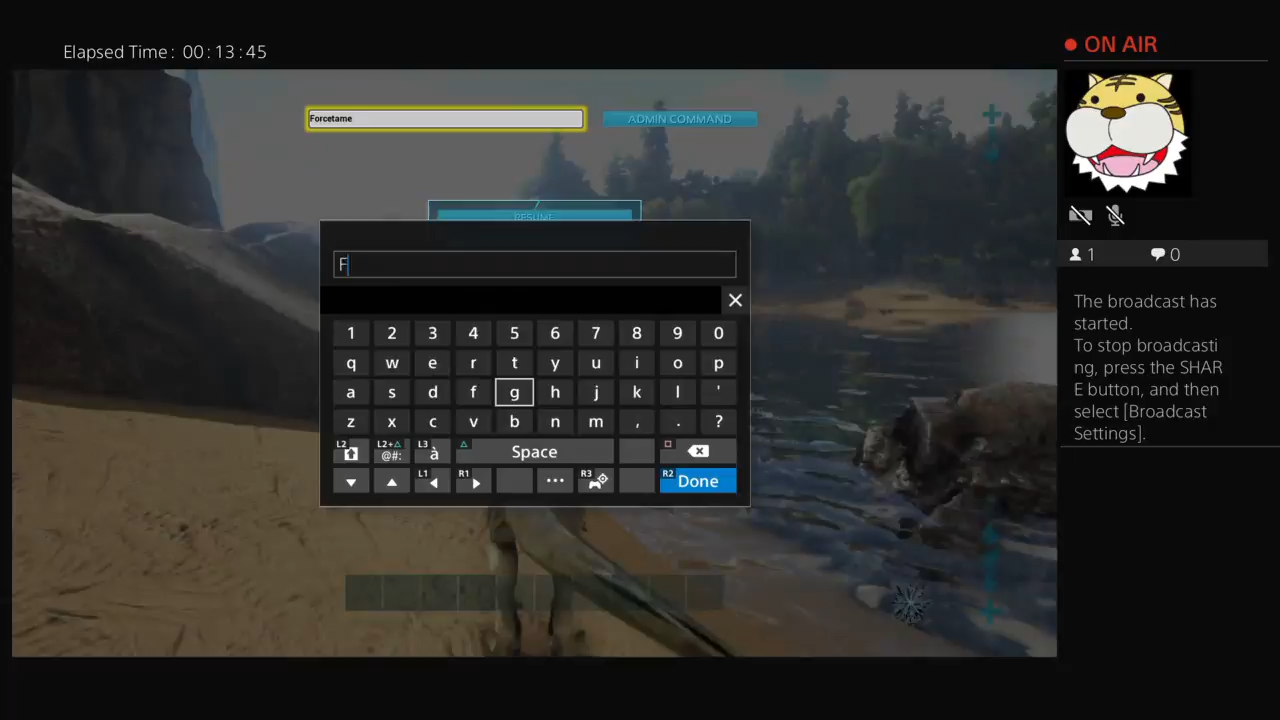 Elapsed Time: 00:13:45
ON AIR
Forcetame
ADMIN COMMAND
RESUME
F
1 2 3 4 5 6 7 8 9 0
q w e r t y u i o p
a s d f g h j k l '
z x c v b n m , . ?
L2 L2+△ @#: L3 à △ Space □
L1 R1 ... R3 R2 Done
1 0
The broadcast has
started.
To stop broadcasti
ng, press the SHAR
E button, and then
select [Broadcast
Settings].